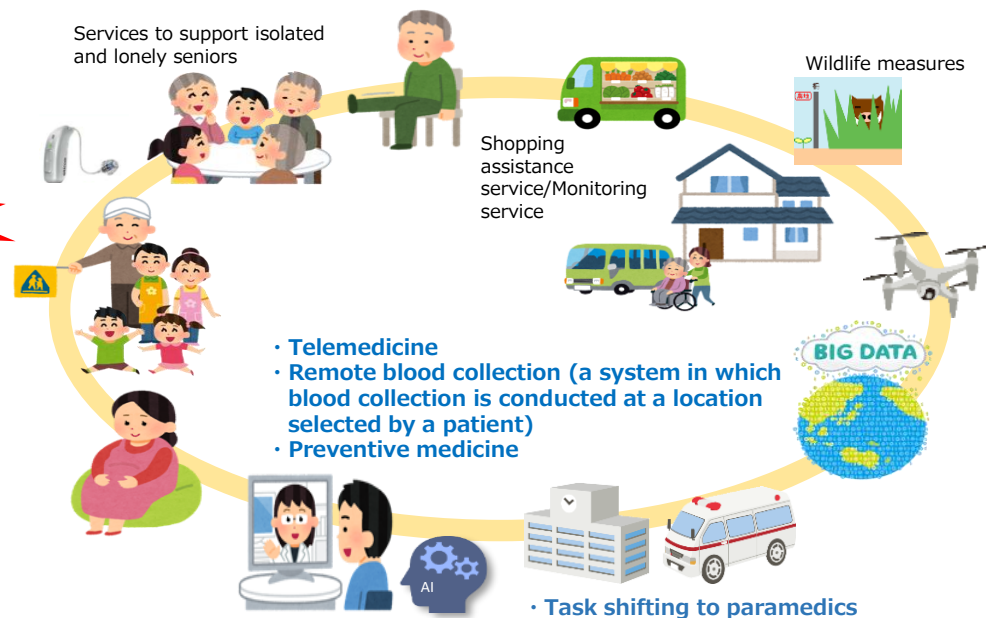 Services to support isolated
and lonely seniors
Wildlife measures
Shopping
assistance
service/Monitoring
service
BIG DATA
・Telemedicine
・Remote blood collection (a system in which
blood collection is conducted at a location
selected by a patient)
・Preventive medicine
AI
・Task shifting to paramedics